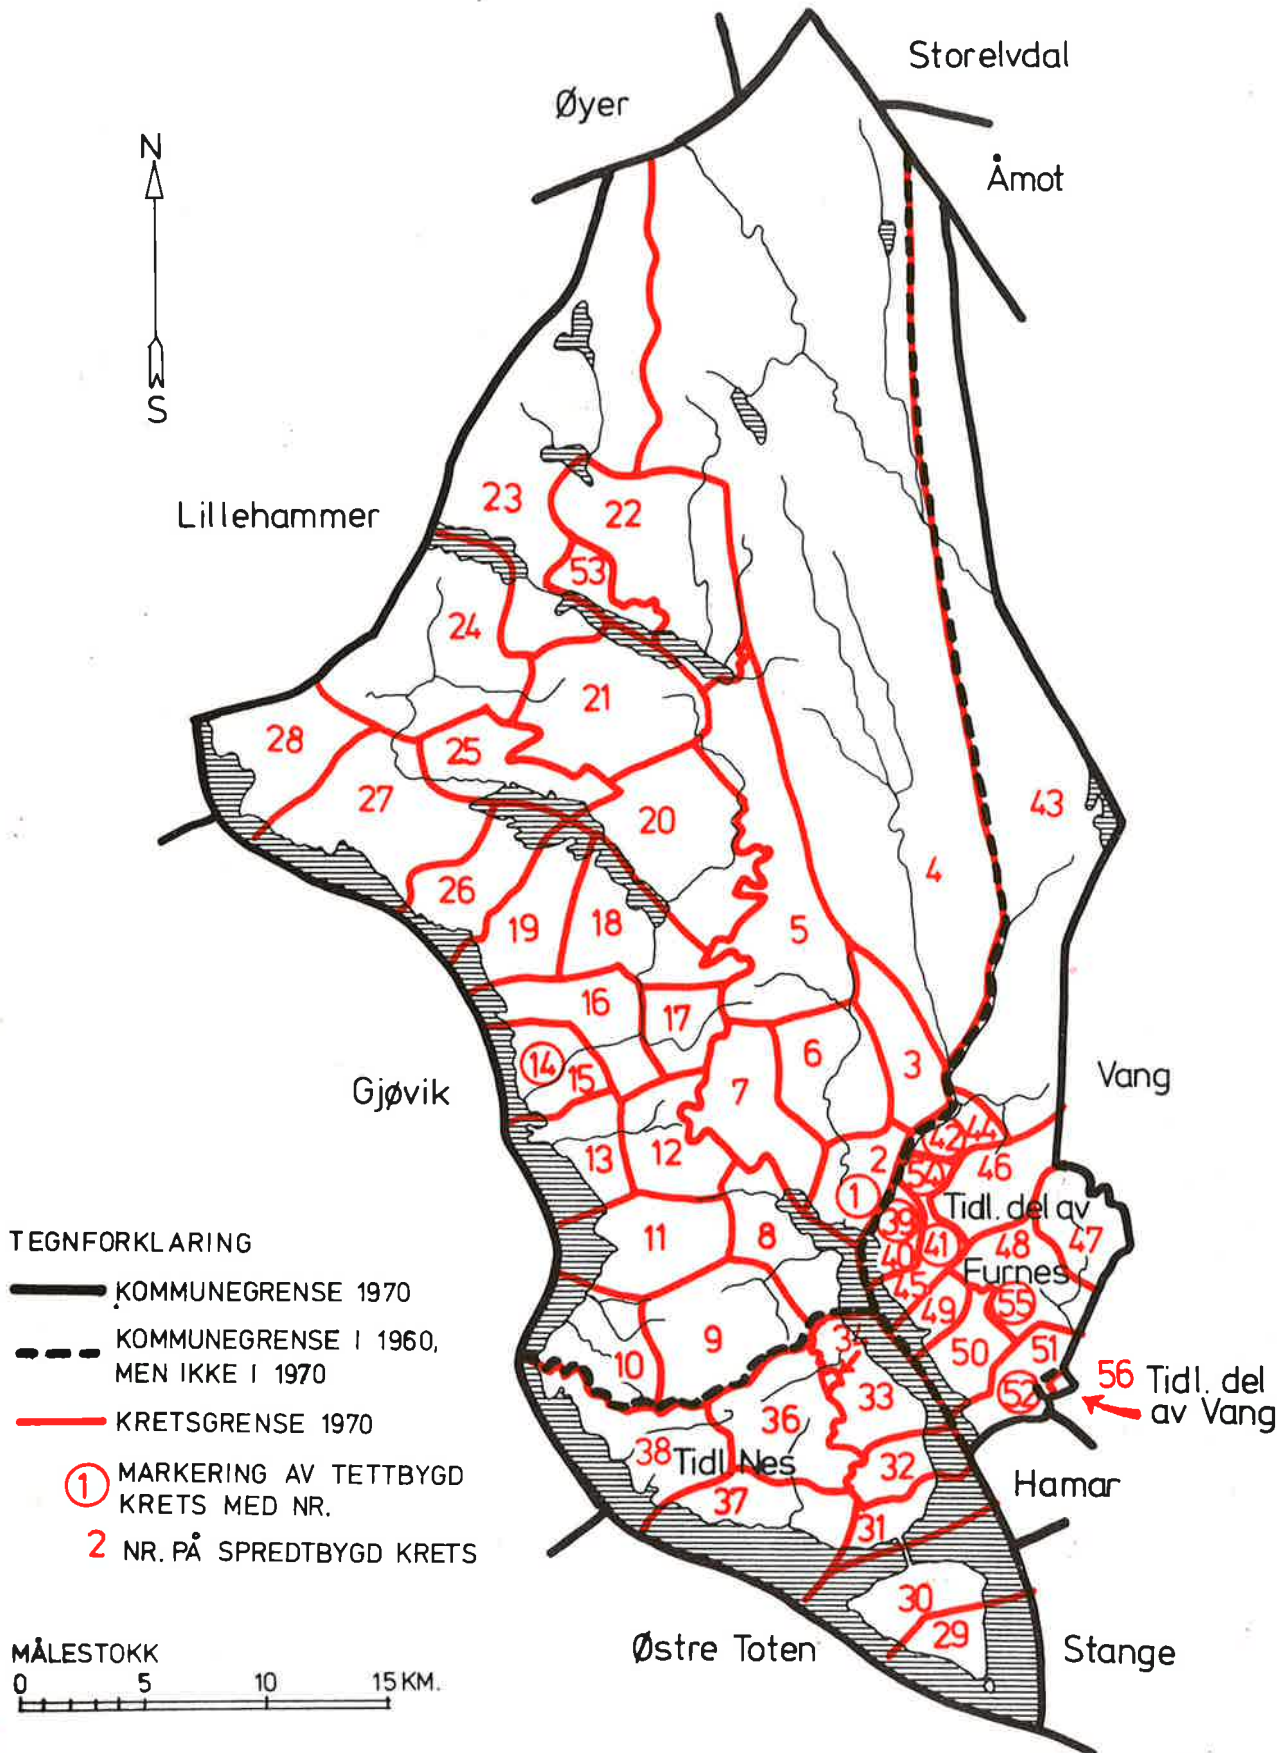 Storelvdal
Øyer
N
Åmot
S
Lillehammer
23
22
53
24
21
28
25
43
27
20
4
26
19
18
5
16
17
14
15
6
3
Gjøvik
7
Vang
42
44
13
12
2
54
46
1
Tidl. del av
39
11
8
40
41
48
47
Furnes
45
49
55
34
9
10
50
51
33
52
56 Tidl. del
av Vang
36
38
Tidl. Nes
32
37
31
Hamar
30
29
Østre Toten
Stange
TEGNFORKLARING
KOMMUNEGRENSE 1970
KOMMUNEGRENSE I 1960,
MEN IKKE I 1970
KRETSGRENSE 1970
1 MARKERING AV TETTBYGD
KRETS MED NR.
2 NR. PÅ SPREDTBYGD KRETS
MÅLESTOKK
0 5 10 15 KM.